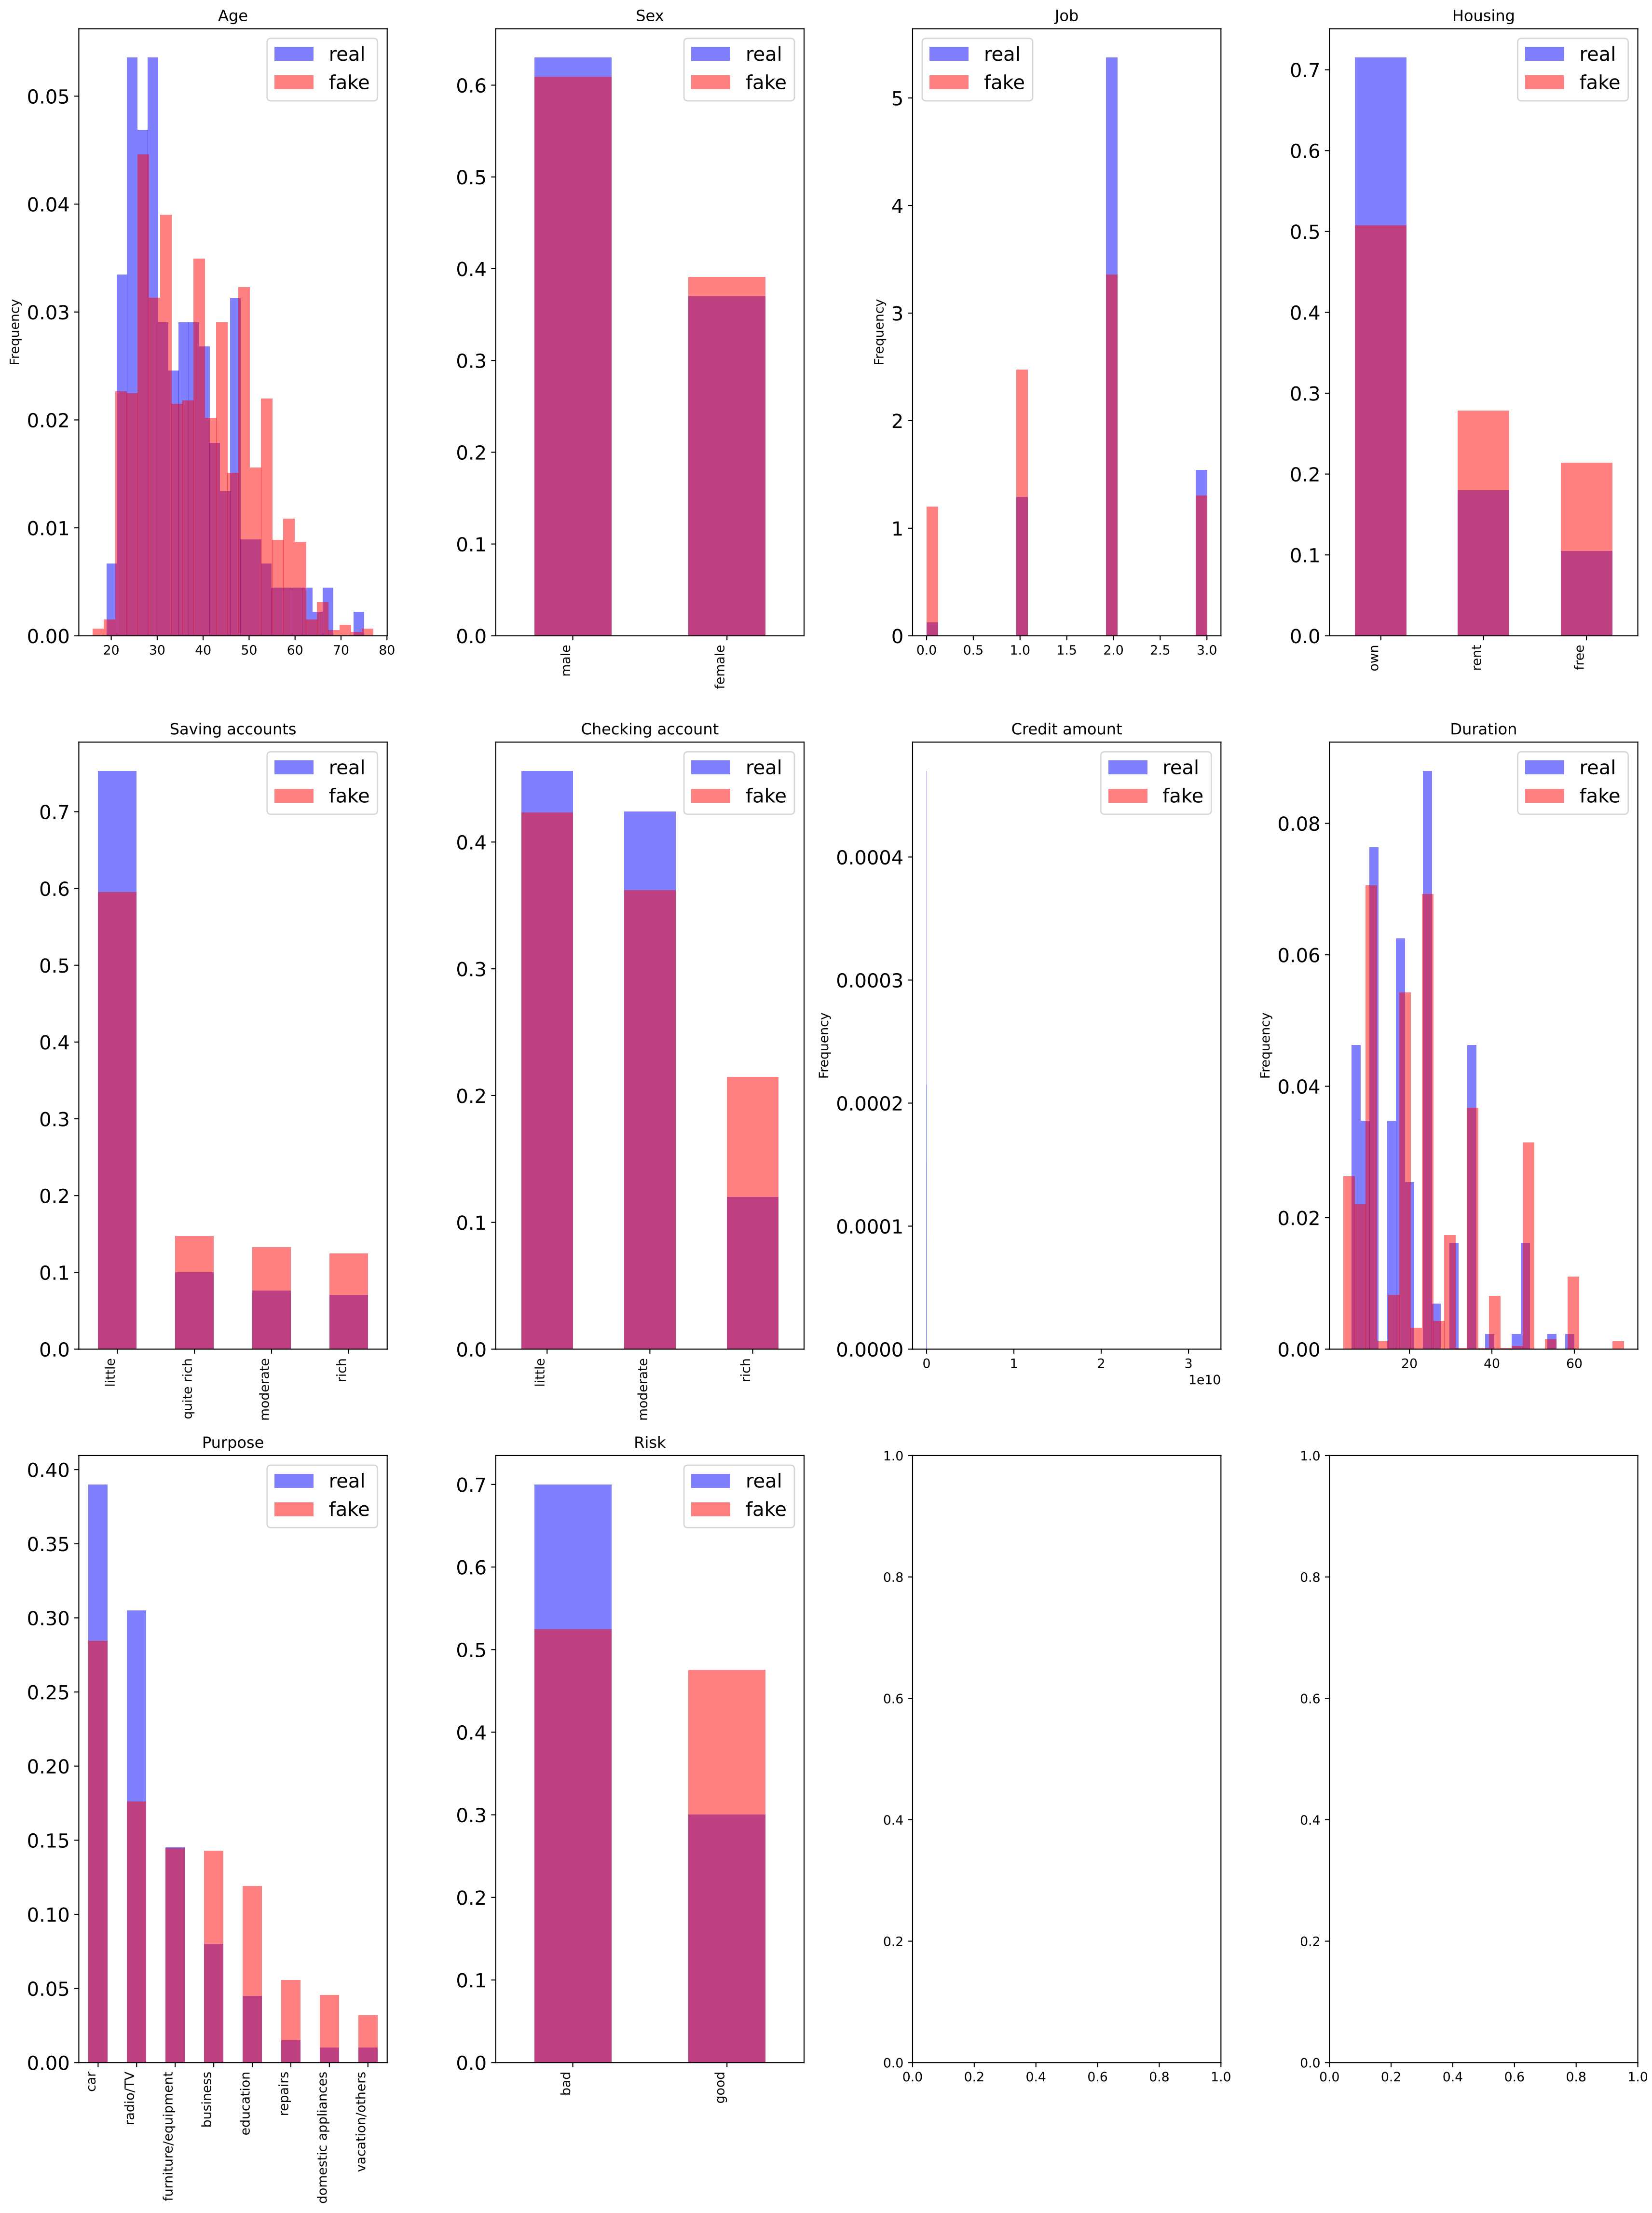 Age
real
fake
0.05
0.04
0.03
0.02
0.01
0.00
Frequency
20 30 40 50 60 70 80
Sex
real
fake
0.6
0.5
0.4
0.3
0.2
0.1
0.0
male female
Job
real
fake
5
4
3
2
1
0
Frequency
0.0 0.5 1.0 1.5 2.0 2.5 3.0
Housing
real
fake
0.7
0.6
0.5
0.4
0.3
0.2
0.1
0.0
own rent free
Saving accounts
real
fake
0.7
0.6
0.5
0.4
0.3
0.2
0.1
0.0
little quite rich moderate rich
Checking account
real
fake
0.4
0.3
0.2
0.1
0.0
little moderate rich
Credit amount
real
fake
0.0004
0.0003
0.0002
0.0001
0.0000
Frequency
0 1 2 3
1e10
Duration
real
fake
0.08
0.06
0.04
0.02
0.00
Frequency
20 40 60
Purpose
real
fake
0.40
0.35
0.30
0.25
0.20
0.15
0.10
0.05
0.00
car radio/TV furniture/equipment business education repairs domestic appliances vacation/others
Risk
real
fake
0.7
0.6
0.5
0.4
0.3
0.2
0.1
0.0
bad good
1.0
0.8
0.6
0.4
0.2
0.0
0.0 0.2 0.4 0.6 0.8 1.0
1.0
0.8
0.6
0.4
0.2
0.0
0.0 0.2 0.4 0.6 0.8 1.0